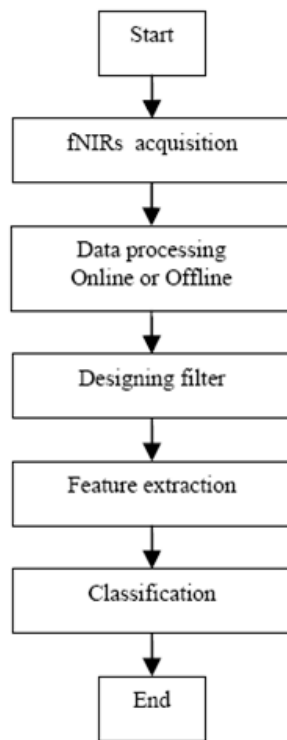 Start
fNIRs acquisition
Data processing
Online or Offline
Designing filter
Feature extraction
Classification
End